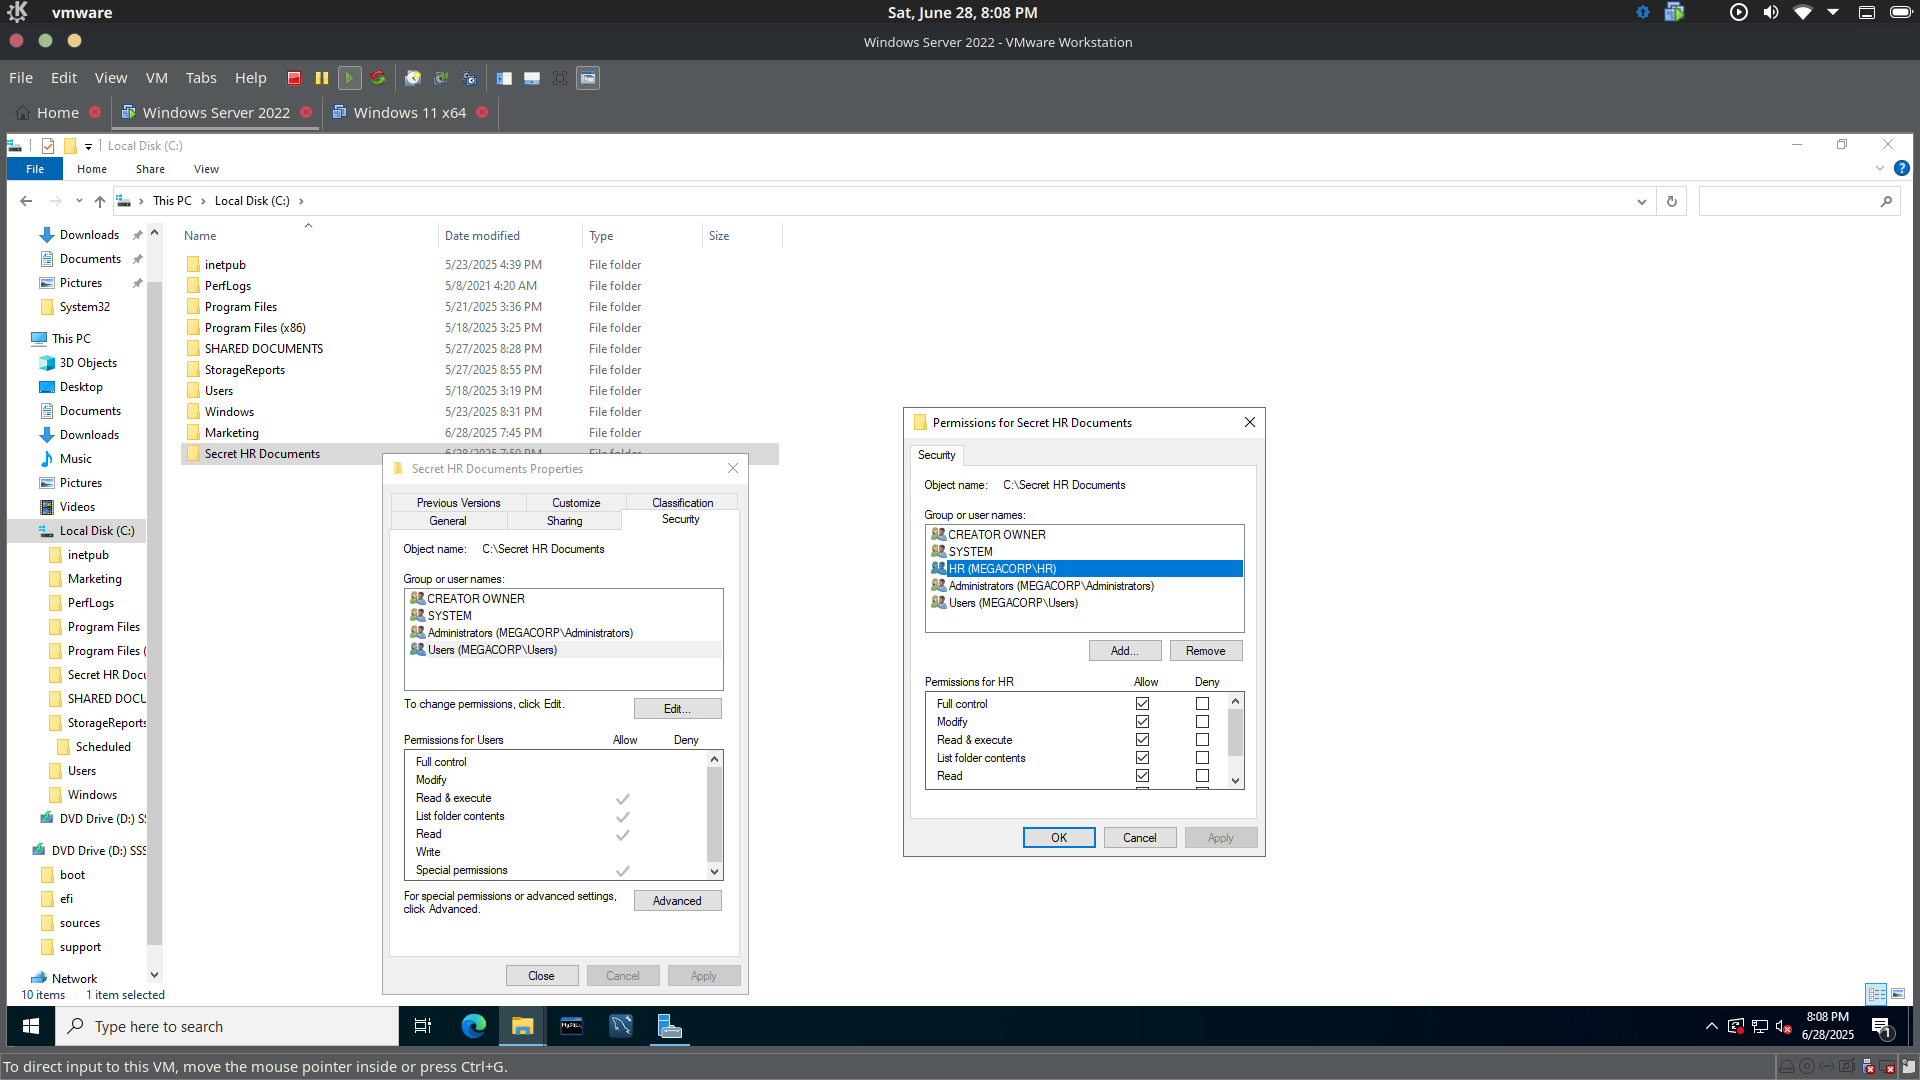 vmware
Sat, June 28, 8:08 PM
Windows Server 2022 - VMware Workstation
File Edit View VM Tabs Help
Home Windows Server 2022 Windows 11 x64
Local Disk (C:)
File Home Share View
This PC Local Disk (C:)
Name Date modified Type Size
Downloads
Documents
Pictures
System32
This PC
3D Objects
Desktop
Documents
Downloads
Music
Pictures
Videos
Local Disk (C:)
inetpub
Marketing
PerfLogs
Program Files
Program Files (
Secret HR Docu
SHARED DOCU
StorageReports
Scheduled
Users
Windows
DVD Drive (D:) S
DVD Drive (D:) SSS
boot
efi
sources
support
Network
inetpub 5/23/2025 4:39 PM File folder
PerfLogs 5/8/2021 4:20 AM File folder
Program Files 5/21/2025 3:36 PM File folder
Program Files (x86) 5/18/2025 3:25 PM File folder
SHARED DOCUMENTS 5/27/2025 8:28 PM File folder
StorageReports 5/27/2025 8:55 PM File folder
Users 5/18/2025 3:19 PM File folder
Windows 5/23/2025 8:31 PM File folder
Marketing 6/28/2025 7:45 PM File folder
Secret HR Documents 6/28/2025 7:59 PM File folder
Secret HR Documents Properties
Previous Versions Customize Classification
General Sharing Security
Object name: C:\Secret HR Documents
Group or user names:
CREATOR OWNER
SYSTEM
Administrators (MEGACORP\Administrators)
Users (MEGACORP\Users)
To change permissions, click Edit. Edit...
Permissions for Users Allow Deny
Full control
Modify
Read & execute
List folder contents
Read
Write
Special permissions
For special permissions or advanced settings,
click Advanced. Advanced
Close Cancel Apply
Permissions for Secret HR Documents
Security
Object name: C:\Secret HR Documents
Group or user names:
CREATOR OWNER
SYSTEM
HR (MEGACORP\HR)
Administrators (MEGACORP\Administrators)
Users (MEGACORP\Users)
Add... Remove
Permissions for HR Allow Deny
Full control
Modify
Read & execute
List folder contents
Read
OK Cancel Apply
10 items 1 item selected
Type here to search
MySQL
8:08 PM
6/28/2025
1
To direct input to this VM, move the mouse pointer inside or press Ctrl+G.